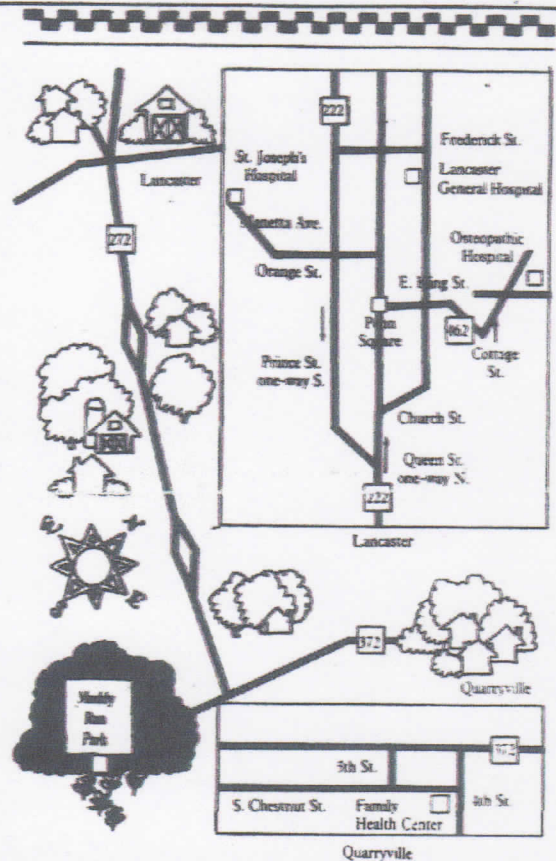 222
Frederick St.
St. Joseph's
Hospital
Lancaster
General Hospital
Lancaster
Ave.
272
Osteopathic
Hospital
Orange St.
E. King St.
Penn
Square
462
Cottage
St.
Prince St.
one-way S.
Church St.
Queen St.
one-way N.
222
Lancaster
372
Quarryville
Muddy
Run
Park
372
5th St.
S. Chestnut St.
Family
Health Center
4th St.
Quarryville